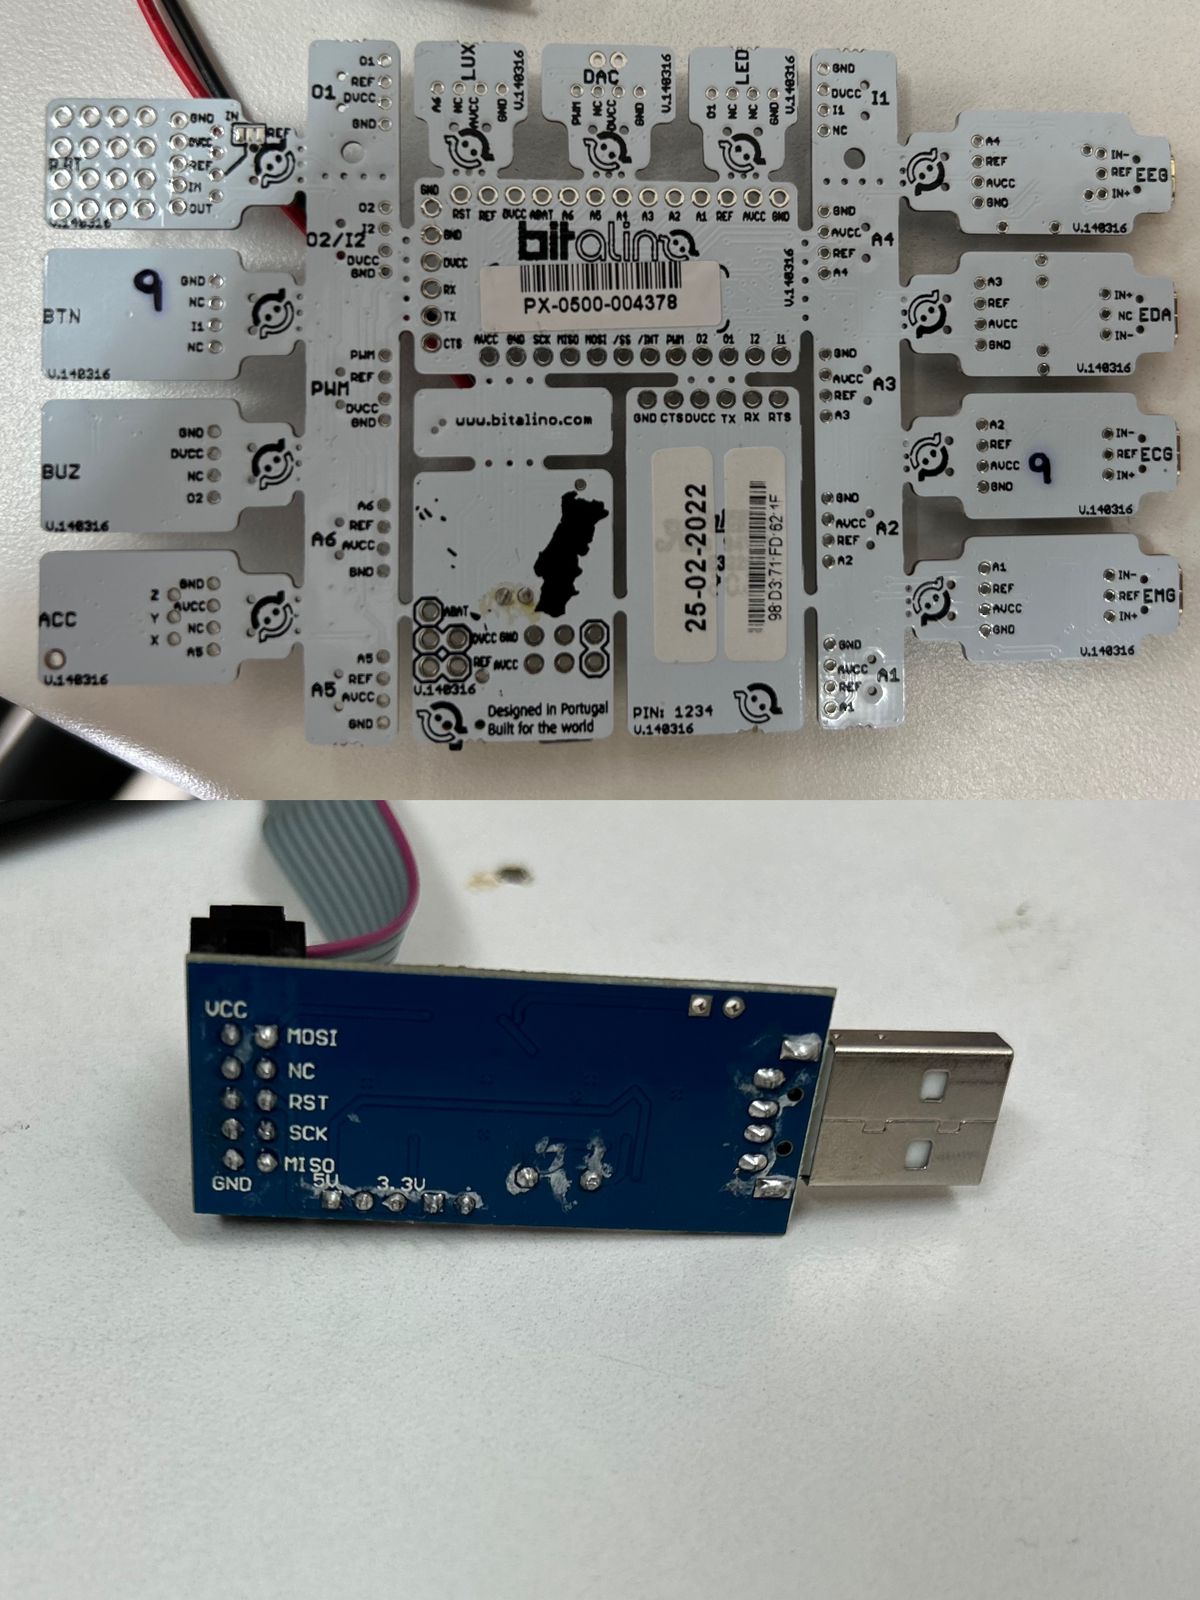 O1
O1
REF
DVCC
GND
O2
I2
O2/I2
DVCC
GND
PWM
REF
PWM
DVCC
GND
A6
REF
A6
AVCC
GND
A5
REF
A5
AVCC
GND
GND
IN
REF
DVCC
REF
IN
OUT
V.140316
9
GND
NC
BTN
I1
NC
V.140316
GND
DVCC
BUZ
NC
O2
V.140316
GND
Z
AVCC
ACC
Y
NC
X
A5
V.140316
LUX
A6
NC
AVCC
GND
V.140316
DAC
PWM
NC
DVCC
GND
V.140316
LED
O1
NC
NC
GND
V.140316
GND
RST REF DVCC ABAT A6 A5 A4 A3 A2 A1 REF AVCC GND
GND
DVCC
RX
TX
CTS
bitalino
PX-0500-004378
V.140316
AVCC GND SCK MISO MOSI /SS /INT PWM O2 O1 I2 I1
www.bitalino.com
ABAT
DVCC GND
REF AVCC
V.140316
Designed in Portugal
Built for the world
GND CTS DVCC TX RX RTS
25-02-2022
98:D3:71:FD:62:1F
PIN: 1234
V.140316
GND
DVCC
I1
I1
NC
GND
AVCC
A4
REF
A4
GND
AVCC
A3
REF
A3
GND
AVCC
A2
REF
A2
GND
AVCC
A1
REF
A1
A4
IN-
REF
REF
EEG
AVCC
IN+
GND
V.140316
A3
IN+
REF
NC
EDA
AVCC
IN-
GND
V.140316
A2
IN-
REF
REF
ECG
AVCC
9
IN+
GND
V.140316
A1
IN-
REF
REF
EMG
AVCC
IN+
GND
V.140316
VCC
MOSI
NC
RST
SCK
MISO
GND
5V
3.3V